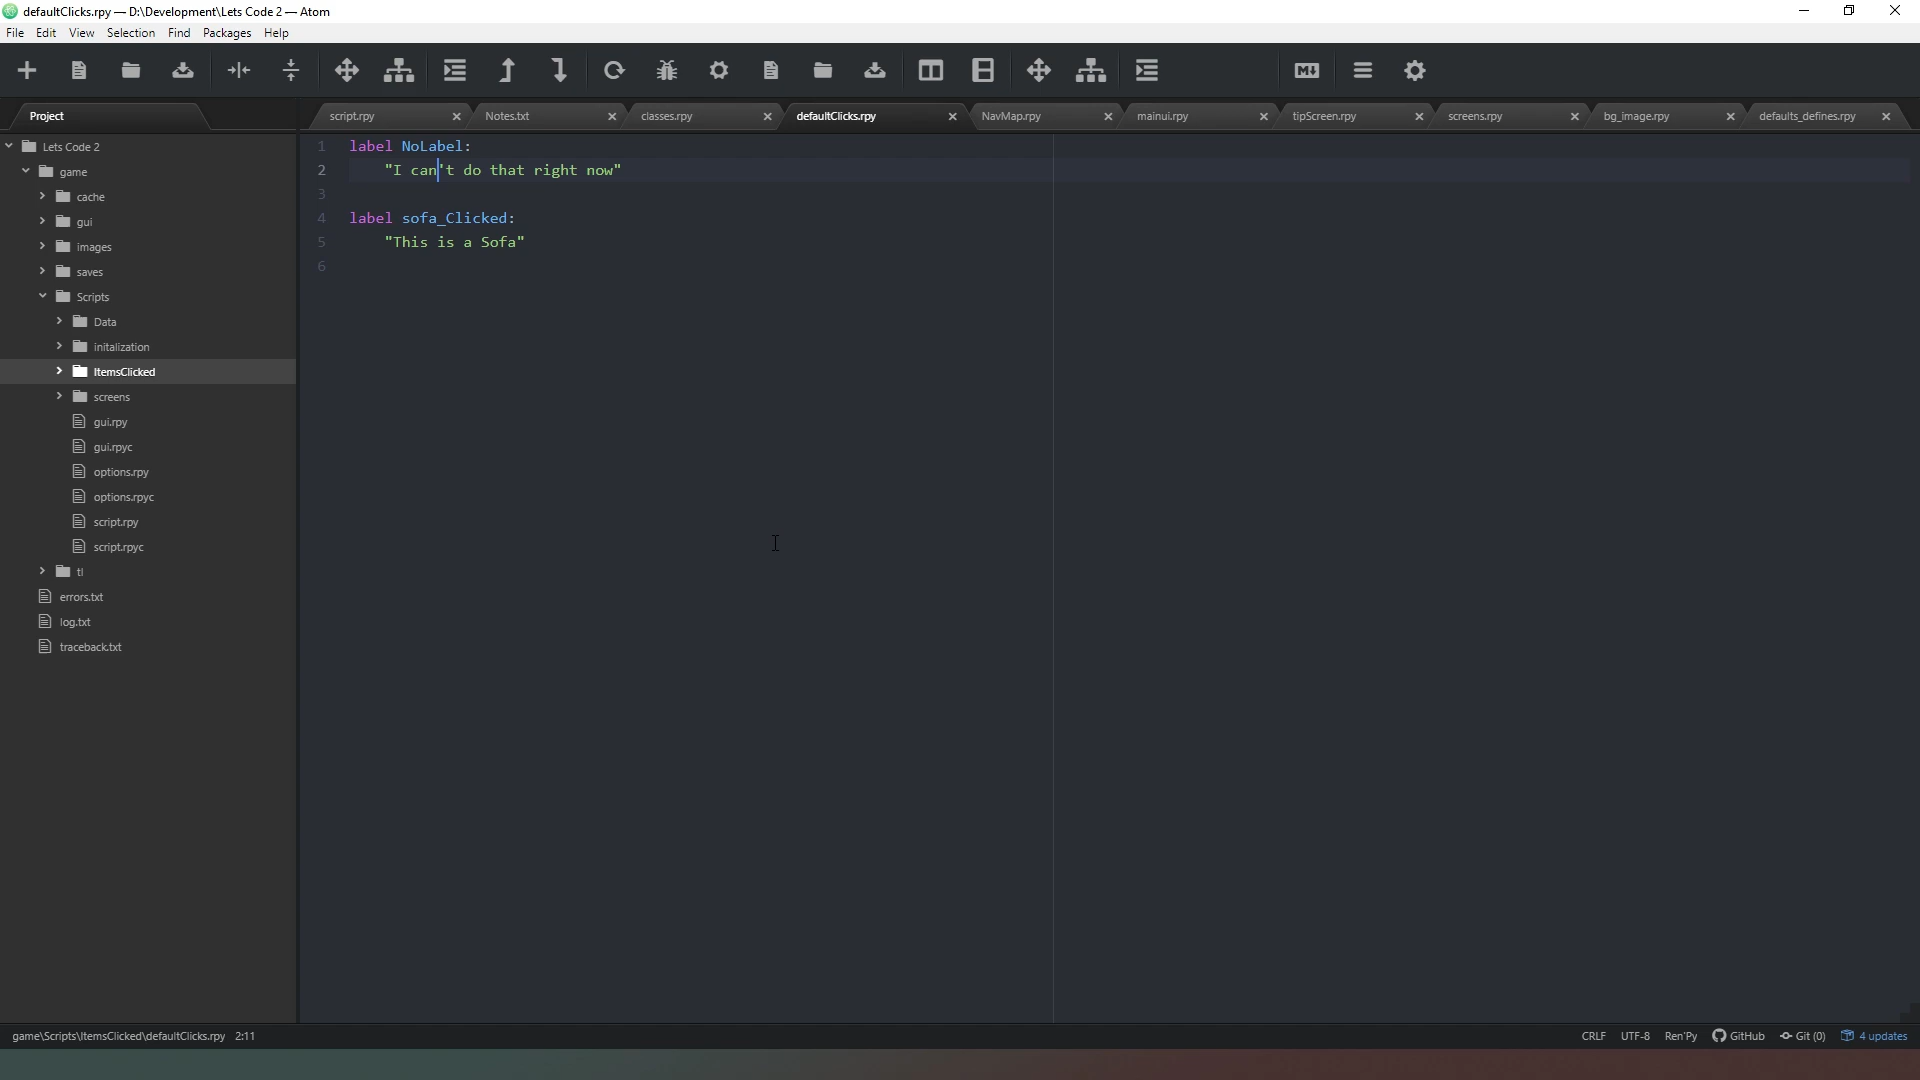 defaultClicks.rpy — D:\Development\Lets Code 2 — Atom
File Edit View Selection Find Packages Help
Project
script.rpy Notes.txt classes.rpy defaultClicks.rpy NavMap.rpy mainui.rpy tipScreen.rpy screens.rpy bg_image.rpy defaults_defines.rpy
Lets Code 2
game
cache
gui
images
saves
Scripts
Data
initalization
ItemsClicked
screens
gui.rpy
gui.rpyc
options.rpy
options.rpyc
script.rpy
script.rpyc
tl
errors.txt
log.txt
traceback.txt
1 label NoLabel:
2 "I can't do that right now"
3
4 label sofa_Clicked:
5 "This is a Sofa"
6
game\Scripts\ItemsClicked\defaultClicks.rpy 2:11
CRLF UTF-8 Ren'Py GitHub Git (0) 4 updates